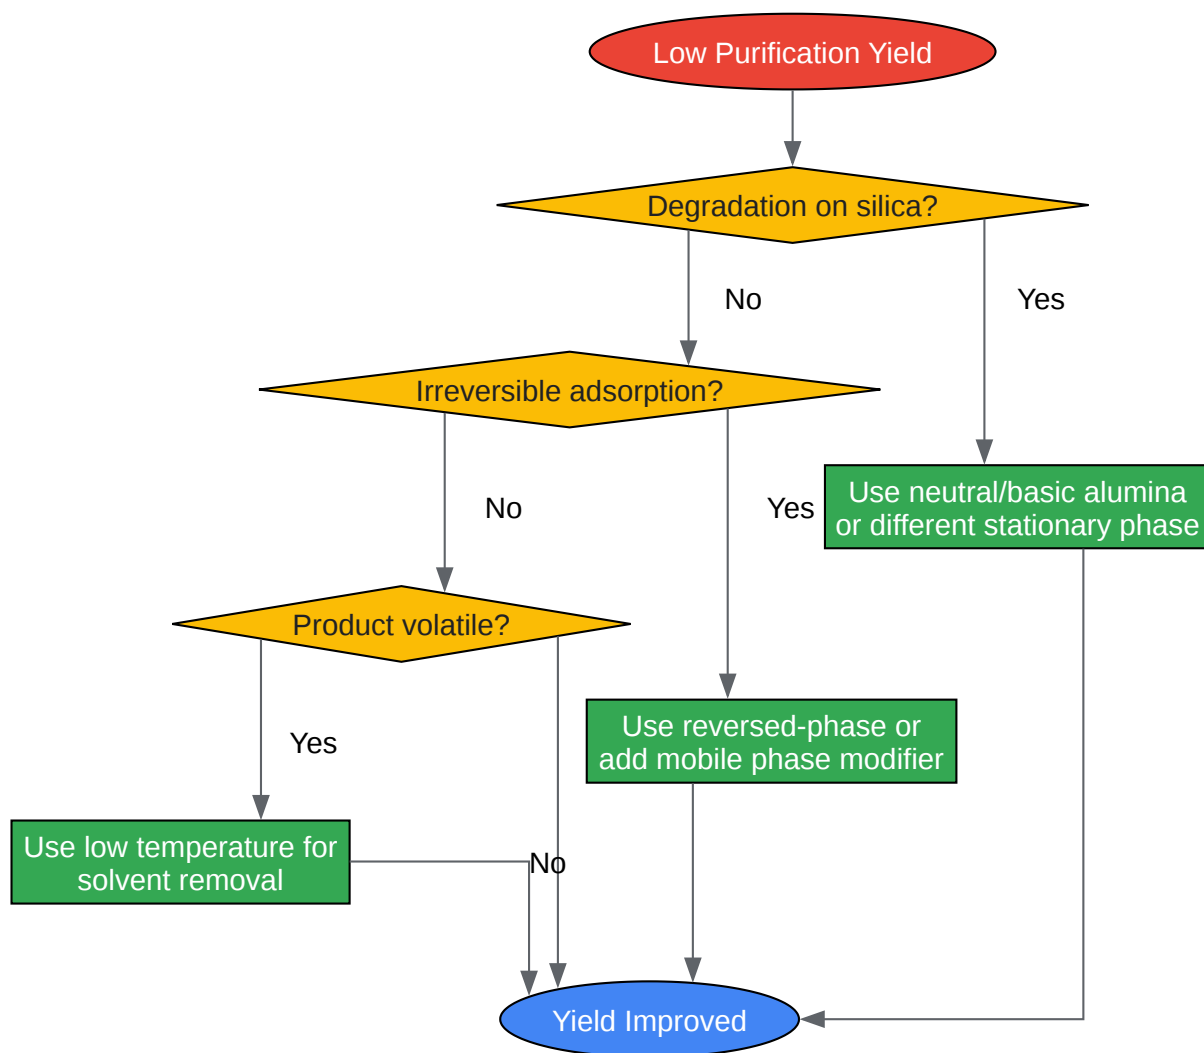 Low Purification Yield
Degradation on silica?
No
Yes
Irreversible adsorption?
No
Yes
Use neutral/basic alumina
or different stationary phase
Product volatile?
Yes
Use reversed-phase or
add mobile phase modifier
Use low temperature for
solvent removal
No
Yield Improved